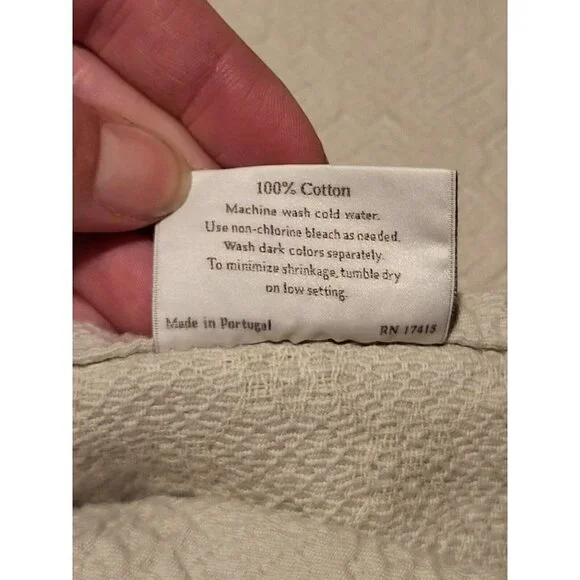 100% Cotton
Machine wash cold water.
Use non-chlorine bleach as needed.
Wash dark colors separately.
To minimize shrinkage, tumble dry
on low setting.
Made in Portugal RN 17415